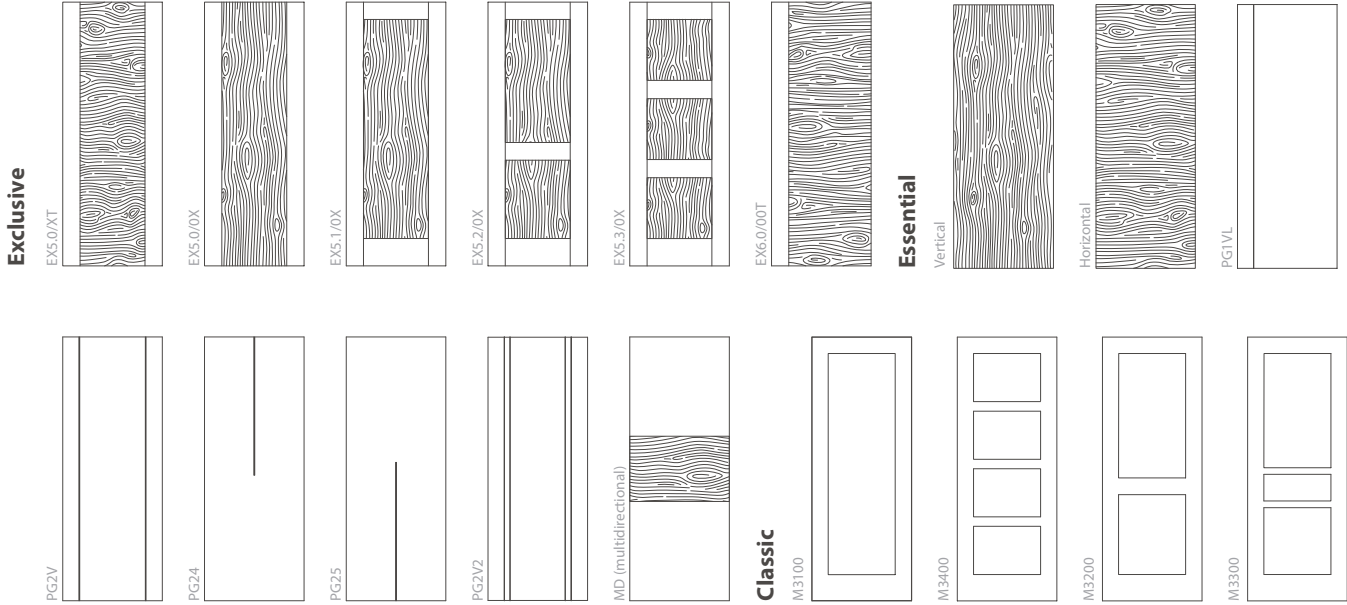 Exclusive
EX5.0/XT
EX5.0/0X
EX5.1/0X
EX5.2/0X
EX5.3/0X
EX6.0/00T
Essential
Vertical
Horizontal
PG1VL
PG2V
PG24
PG25
PG2V2
MD (multidirectional)
Classic
M3100
M3400
M3200
M3300